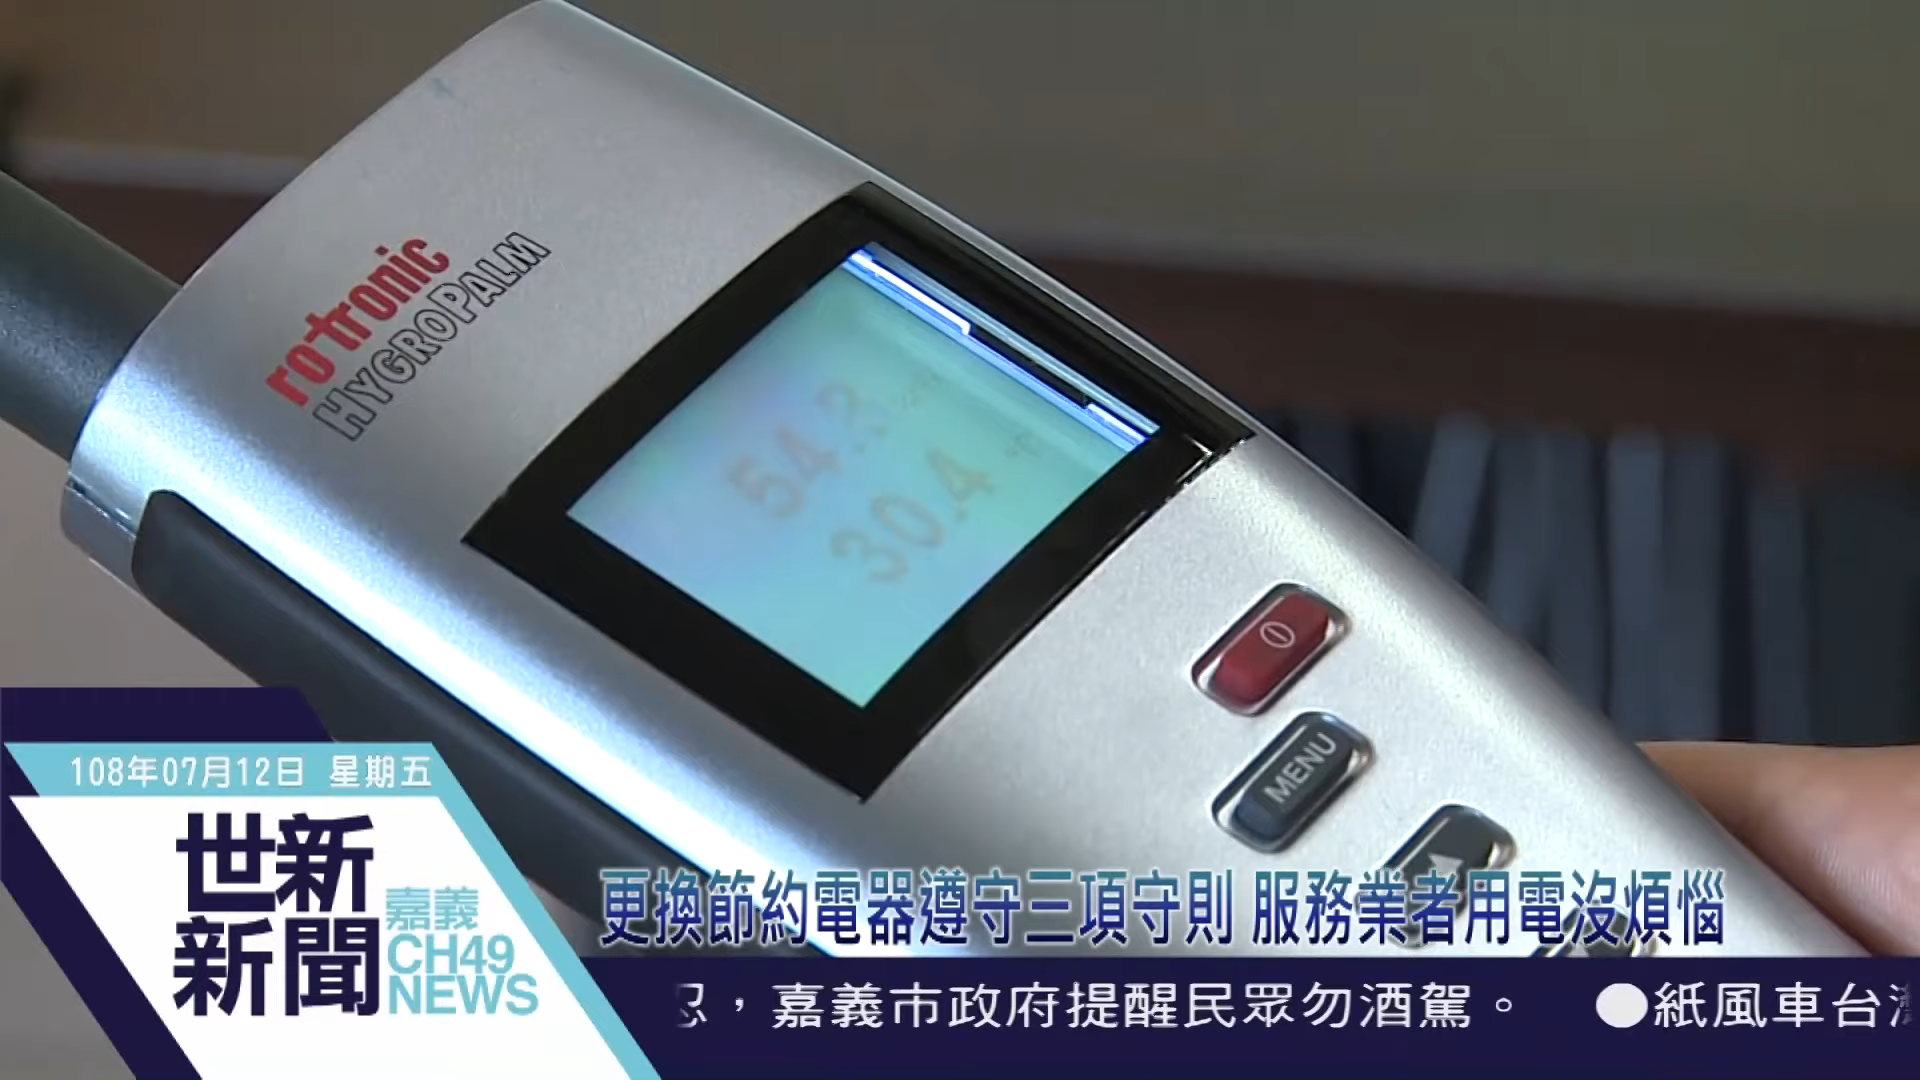 rotronic
HYGROPALM
54.3
30.4
MENU
108年07月12日 星期五
世新
新聞
嘉義
CH49
NEWS
更換節約電器遵守三項守則 服務業者用電沒煩惱
忍，嘉義市政府提醒民眾勿酒駕。 ●紙風車台灣